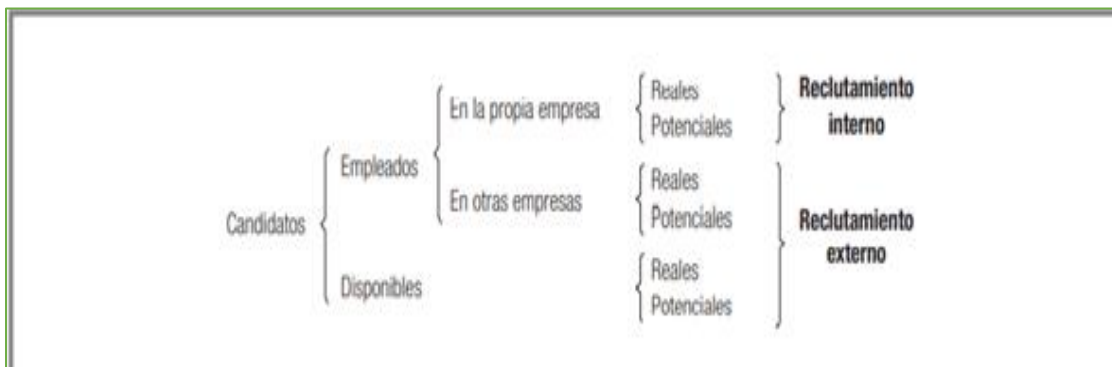 Candidatos
Empleados
Disponibles
En la propia empresa
En otras empresas
Reales
Potenciales
Reales
Potenciales
Reales
Potenciales
Reclutamiento
interno
Reclutamiento
externo